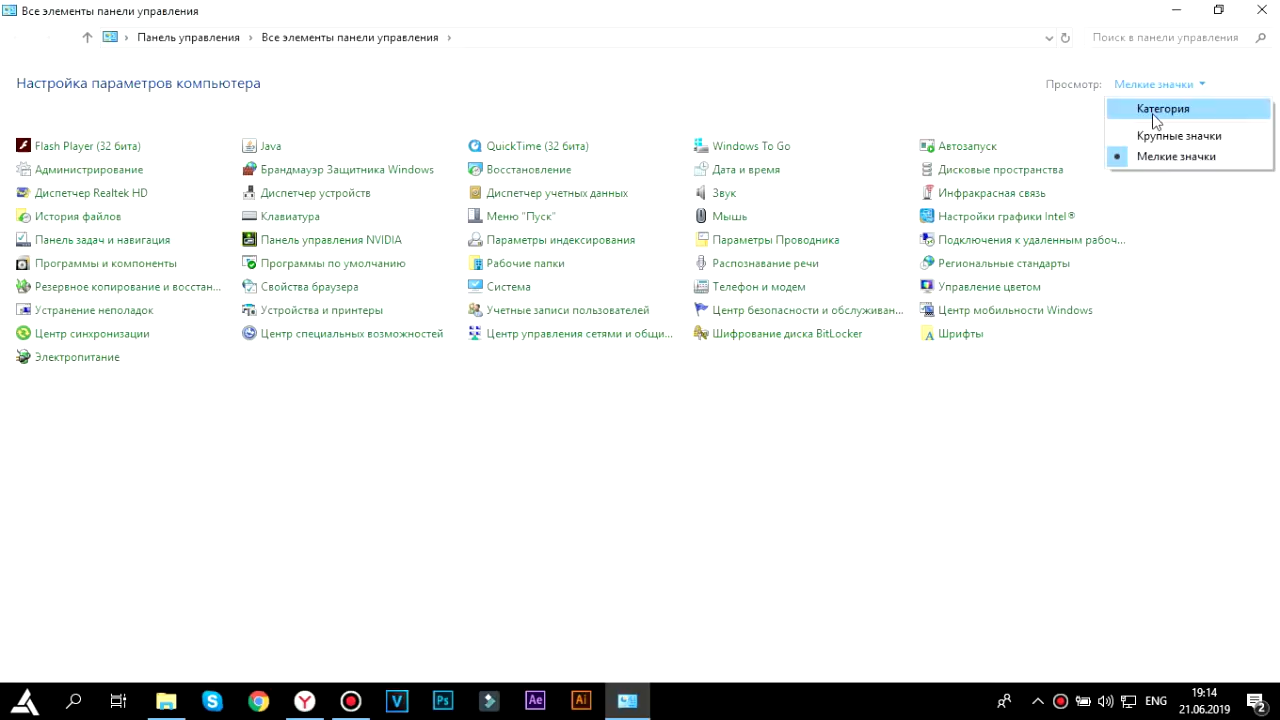 Все элементы панели управления
Панель управления › Все элементы панели управления ›
Поиск в панели управления
Настройка параметров компьютера
Просмотр: Мелкие значки
Категория
Крупные значки
Мелкие значки
Flash Player (32 бита) Java QuickTime (32 бита) Windows To Go Автозапуск
Администрирование Брандмауэр Защитника Windows Восстановление Дата и время Дисковые пространства
Диспетчер Realtek HD Диспетчер устройств Диспетчер учетных данных Звук Инфракрасная связь
История файлов Клавиатура Меню "Пуск" Мышь Настройки графики Intel®
Панель задач и навигация Панель управления NVIDIA Параметры индексирования Параметры Проводника Подключения к удаленным рабоч...
Программы и компоненты Программы по умолчанию Рабочие папки Распознавание речи Региональные стандарты
Резервное копирование и восстан... Свойства браузера Система Телефон и модем Управление цветом
Устранение неполадок Устройства и принтеры Учетные записи пользователей Центр безопасности и обслуживан... Центр мобильности Windows
Центр синхронизации Центр специальных возможностей Центр управления сетями и общи... Шифрование диска BitLocker Шрифты
Электропитание
V Ps Ae Ai
ENG
19:14
21.06.2019
2